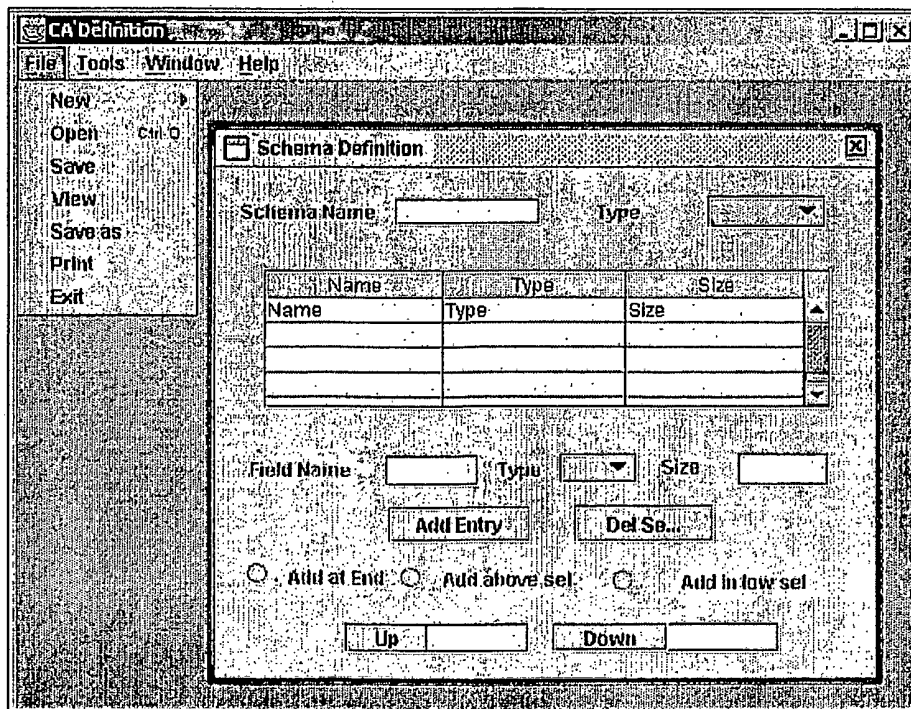 CA Definition
File Tools Window Help
New
Open Ctrl O
Save
View
Save as
Print
Exit
Schema Definition
Schema Name Type
Name Type Size
Name Type Size
Field Name Type Size
Add Entry Del Se...
Add at End Add above sel Add in low sel
Up Down